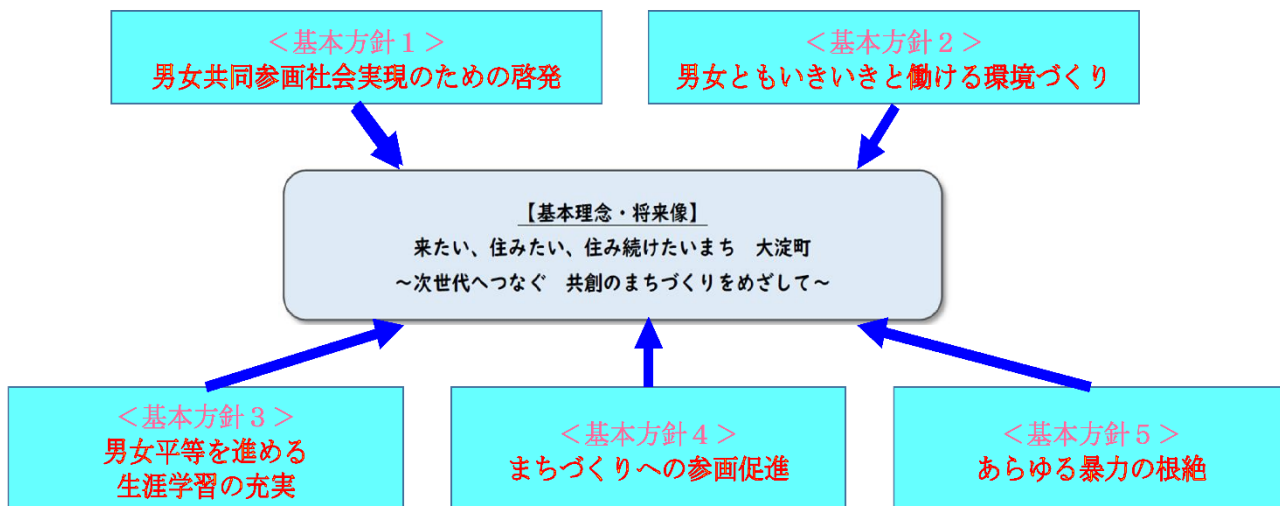 ＜基本方針１＞
男女共同参画社会実現のための啓発
＜基本方針２＞
男女ともいきいきと働ける環境づくり
【基本理念・将来像】
来たい、住みたい、住み続けたいまち　大淀町
～次世代へつなぐ　共創のまちづくりをめざして～
＜基本方針３＞
男女平等を進める
生涯学習の充実
＜基本方針４＞
まちづくりへの参画促進
＜基本方針５＞
あらゆる暴力の根絶